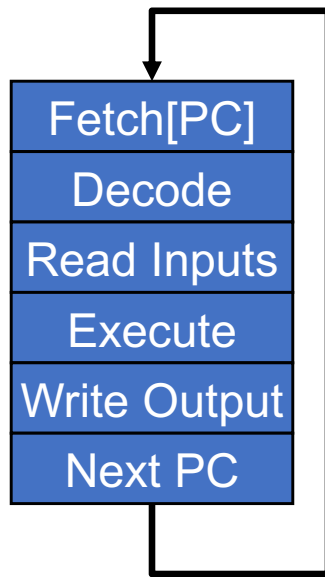 Fetch[PC]
Decode
Read Inputs
Execute
Write Output
Next PC